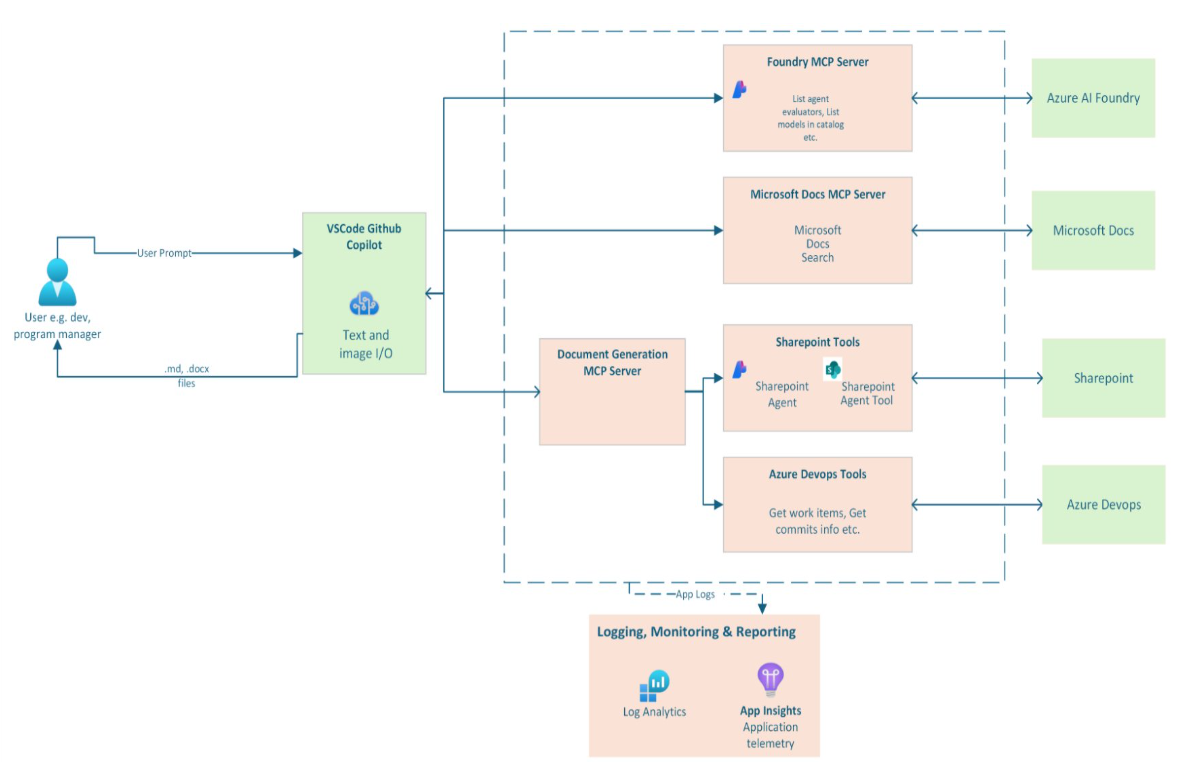 Foundry MCP Server
List agent
evaluators, List
models in catalog
etc.
Azure AI Foundry
Microsoft Docs MCP Server
Microsoft
Docs
Search
Microsoft Docs
VSCode Github
Copilot
Text and
image I/O
User Prompt
User e.g. dev,
program manager
.md, .docx
files
Document Generation
MCP Server
Sharepoint Tools
Sharepoint
Agent
Sharepoint
Agent Tool
Sharepoint
Azure Devops Tools
Get work items, Get
commits info etc.
Azure Devops
App Logs
Logging, Monitoring & Reporting
Log Analytics
App Insights
Application
telemetry